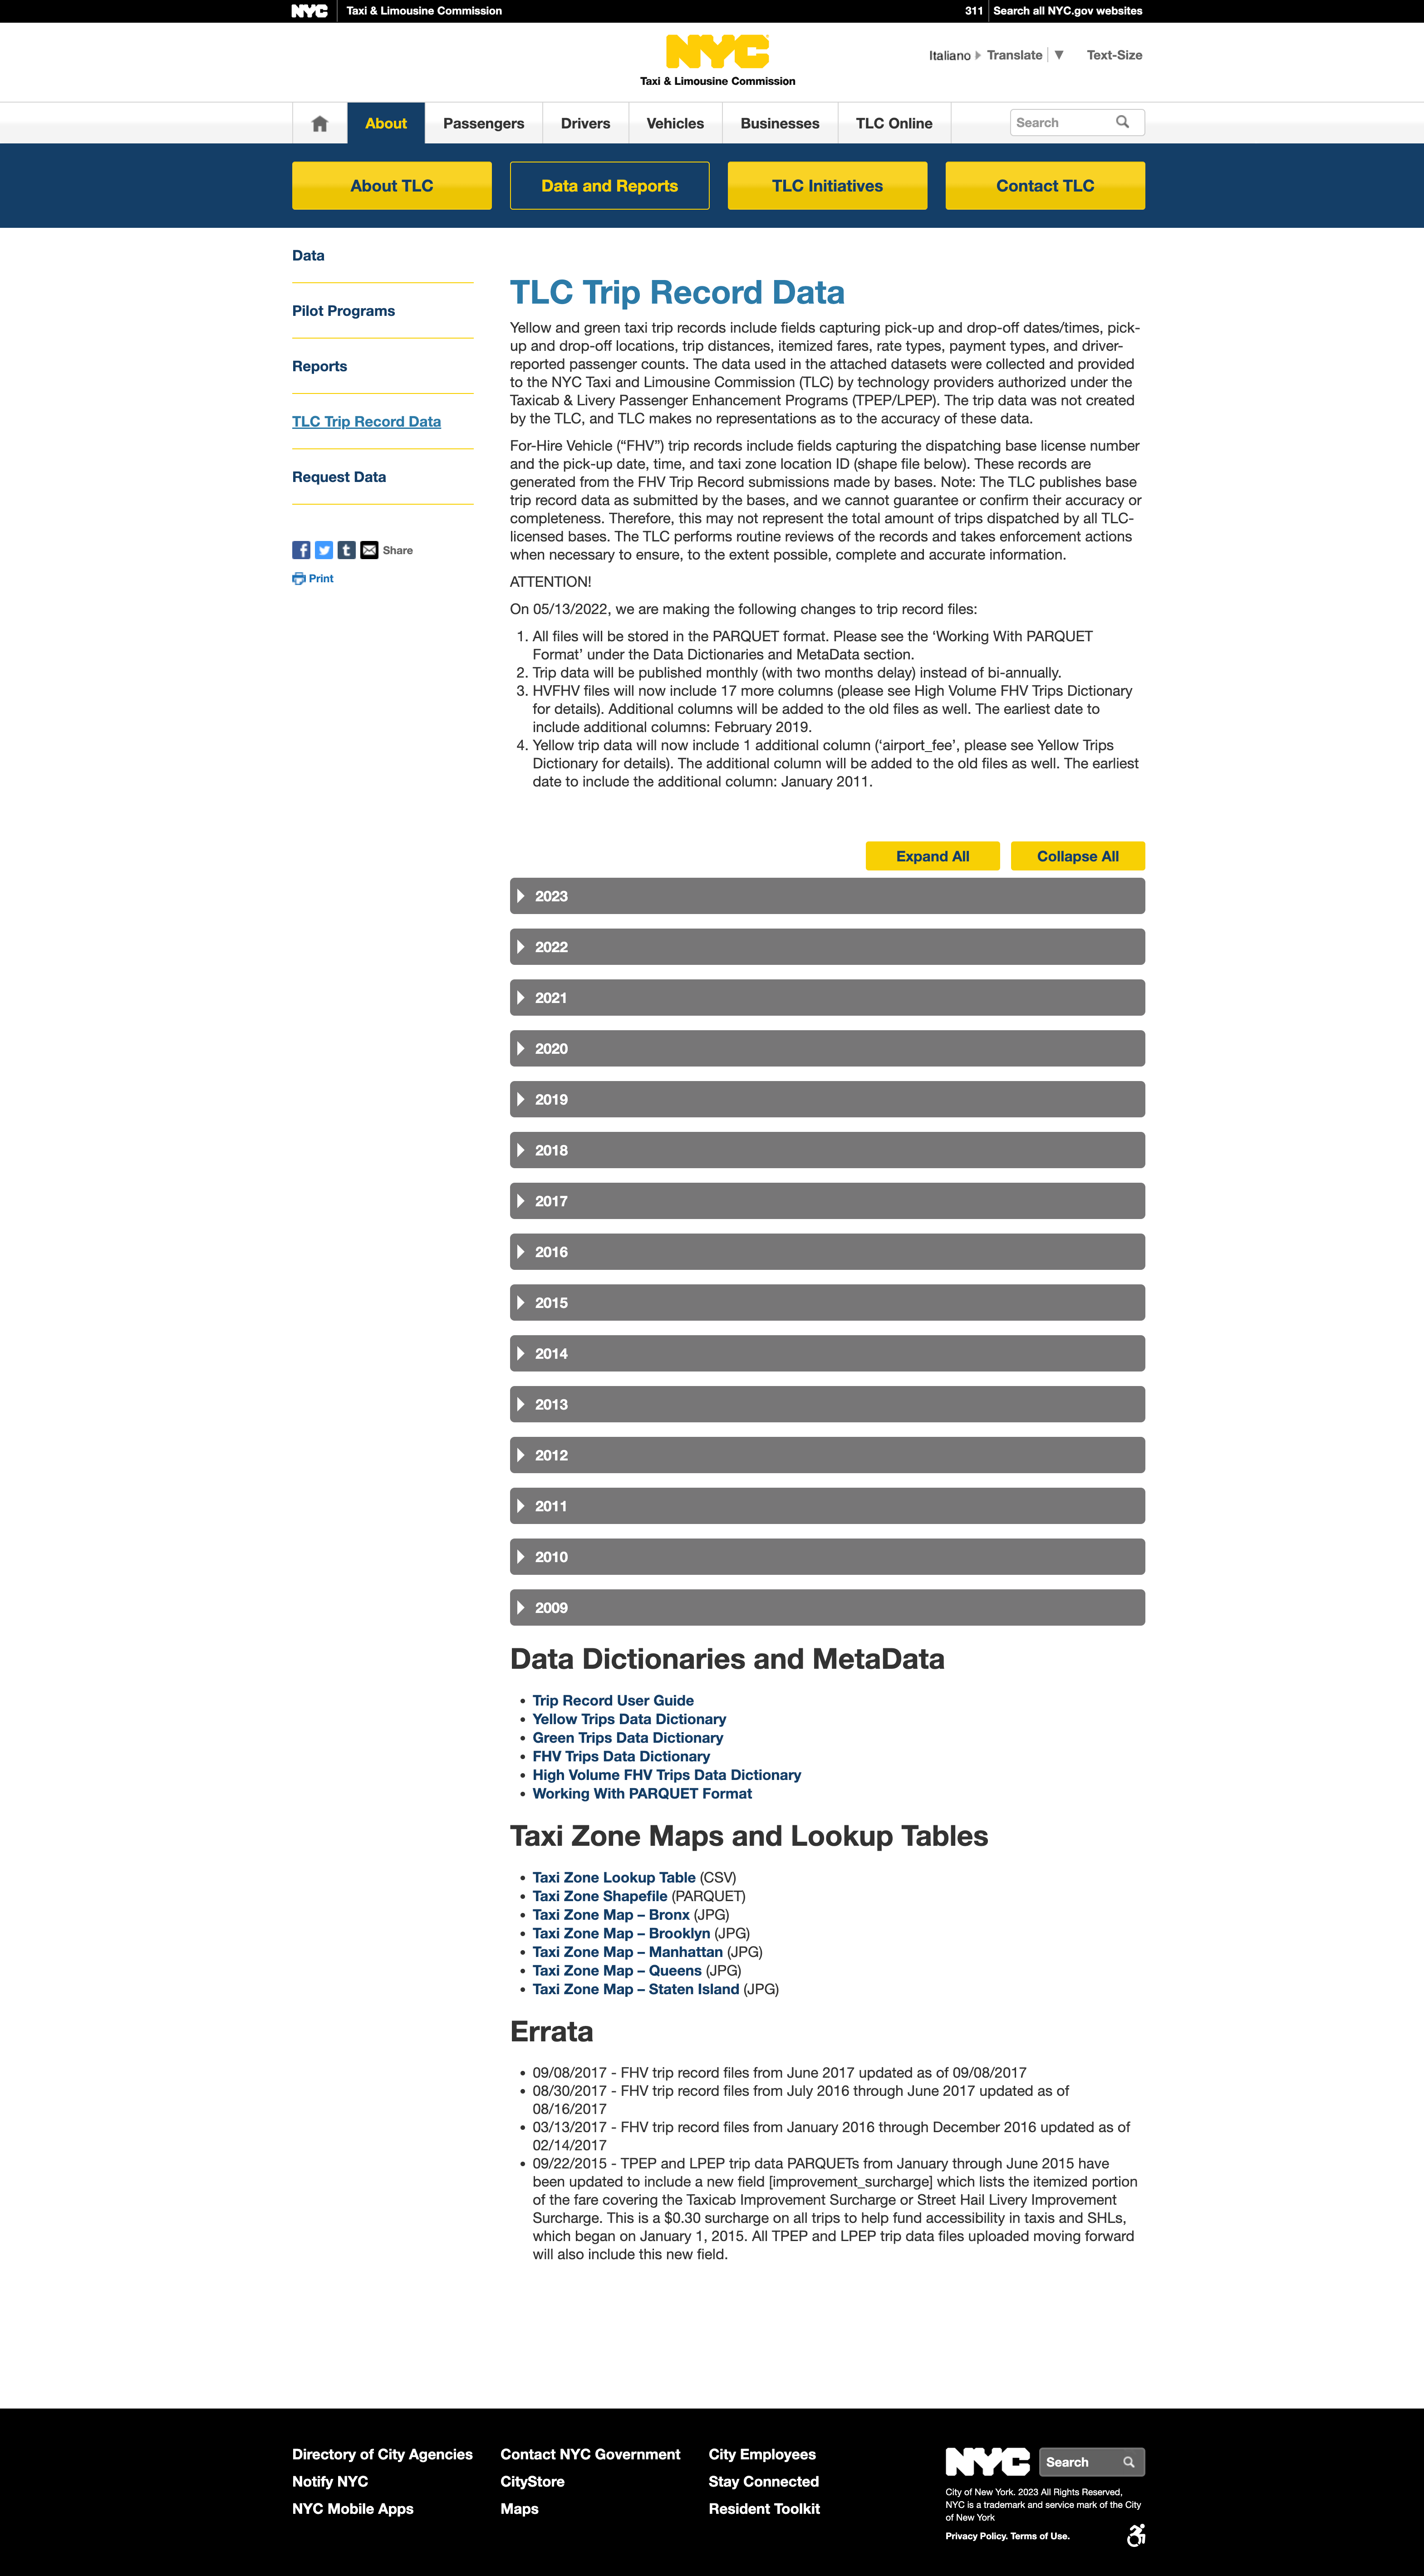 NYC
Taxi & Limousine Commission
311
Search all NYC.gov websites
NYC
Taxi & Limousine Commission
Italiano
Translate
▼
Text-Size
About
Passengers
Drivers
Vehicles
Businesses
TLC Online
Search
About TLC
Data and Reports
TLC Initiatives
Contact TLC
Data
Pilot Programs
Reports
TLC Trip Record Data
Request Data
Share
Print
TLC Trip Record Data
Yellow and green taxi trip records include fields capturing pick-up and drop-off dates/times, pick-
up and drop-off locations, trip distances, itemized fares, rate types, payment types, and driver-
reported passenger counts. The data used in the attached datasets were collected and provided
to the NYC Taxi and Limousine Commission (TLC) by technology providers authorized under the
Taxicab & Livery Passenger Enhancement Programs (TPEP/LPEP). The trip data was not created
by the TLC, and TLC makes no representations as to the accuracy of these data.
For-Hire Vehicle (“FHV”) trip records include fields capturing the dispatching base license number
and the pick-up date, time, and taxi zone location ID (shape file below). These records are
generated from the FHV Trip Record submissions made by bases. Note: The TLC publishes base
trip record data as submitted by the bases, and we cannot guarantee or confirm their accuracy or
completeness. Therefore, this may not represent the total amount of trips dispatched by all TLC-
licensed bases. The TLC performs routine reviews of the records and takes enforcement actions
when necessary to ensure, to the extent possible, complete and accurate information.
ATTENTION!
On 05/13/2022, we are making the following changes to trip record files:
1. All files will be stored in the PARQUET format. Please see the ‘Working With PARQUET
Format’ under the Data Dictionaries and MetaData section.
2. Trip data will be published monthly (with two months delay) instead of bi-annually.
3. HVFHV files will now include 17 more columns (please see High Volume FHV Trips Dictionary
for details). Additional columns will be added to the old files as well. The earliest date to
include additional columns: February 2019.
4. Yellow trip data will now include 1 additional column (‘airport_fee’, please see Yellow Trips
Dictionary for details). The additional column will be added to the old files as well. The earliest
date to include the additional column: January 2011.
Expand All
Collapse All
2023
2022
2021
2020
2019
2018
2017
2016
2015
2014
2013
2012
2011
2010
2009
Data Dictionaries and MetaData
• Trip Record User Guide
• Yellow Trips Data Dictionary
• Green Trips Data Dictionary
• FHV Trips Data Dictionary
• High Volume FHV Trips Data Dictionary
• Working With PARQUET Format
Taxi Zone Maps and Lookup Tables
• Taxi Zone Lookup Table (CSV)
• Taxi Zone Shapefile (PARQUET)
• Taxi Zone Map – Bronx (JPG)
• Taxi Zone Map – Brooklyn (JPG)
• Taxi Zone Map – Manhattan (JPG)
• Taxi Zone Map – Queens (JPG)
• Taxi Zone Map – Staten Island (JPG)
Errata
• 09/08/2017 - FHV trip record files from June 2017 updated as of 09/08/2017
• 08/30/2017 - FHV trip record files from July 2016 through June 2017 updated as of
08/16/2017
• 03/13/2017 - FHV trip record files from January 2016 through December 2016 updated as of
02/14/2017
• 09/22/2015 - TPEP and LPEP trip data PARQUETs from January through June 2015 have
been updated to include a new field [improvement_surcharge] which lists the itemized portion
of the fare covering the Taxicab Improvement Surcharge or Street Hail Livery Improvement
Surcharge. This is a $0.30 surcharge on all trips to help fund accessibility in taxis and SHLs,
which began on January 1, 2015. All TPEP and LPEP trip data files uploaded moving forward
will also include this new field.
Directory of City Agencies
Notify NYC
NYC Mobile Apps
Contact NYC Government
CityStore
Maps
City Employees
Stay Connected
Resident Toolkit
NYC
Search
City of New York. 2023 All Rights Reserved,
NYC is a trademark and service mark of the City
of New York
Privacy Policy. Terms of Use.